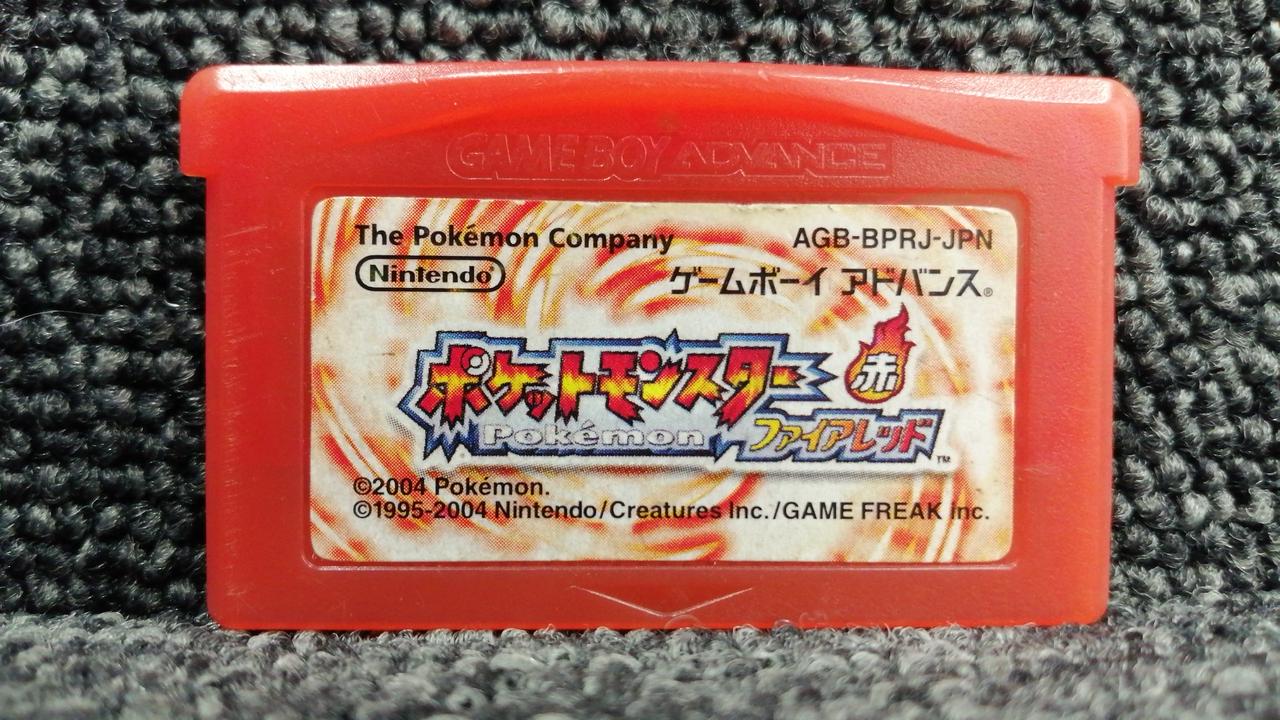 GAME BOY ADVANCE
The Pokémon Company AGB-BPRJ-JPN
Nintendo® ゲームボーイ アドバンス®
ポケットモンスター 赤
Pokémon ファイアレッド™
©2004 Pokémon.
©1995-2004 Nintendo/Creatures Inc./GAME FREAK inc.